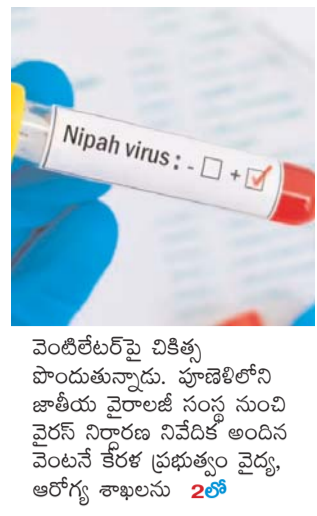 Nipah virus : - □ + ☑
వెంటిలేటర్‌పై చికిత్స
పొందుతున్నాడు. పూణెలోని
జాతీయ వైరాలజీ సంస్థ నుంచి
వైరస్ నిర్ధారణ నివేదిక అందిన
వెంటనే కేరళ ప్రభుత్వం వైద్య,
ఆరోగ్య శాఖలను 2లో